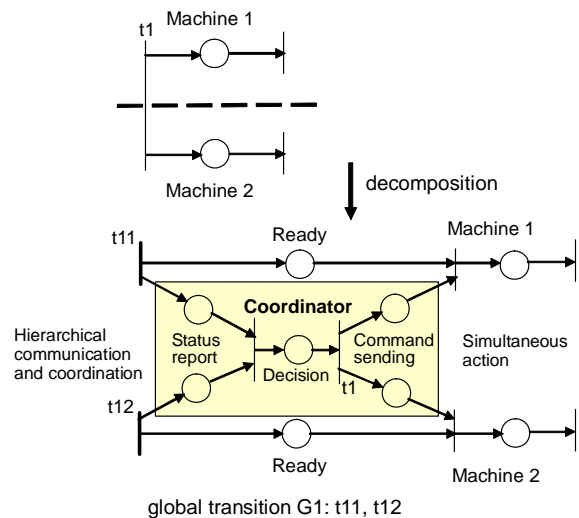 t1
Machine 1
Machine 2
decomposition
Machine 1
t11
Ready
Coordinator
Hierarchical
communication
and coordination
Status
report
Decision
Command
sending
Simultaneous
action
t1
t12
Ready
Machine 2
global transition G1: t11, t12